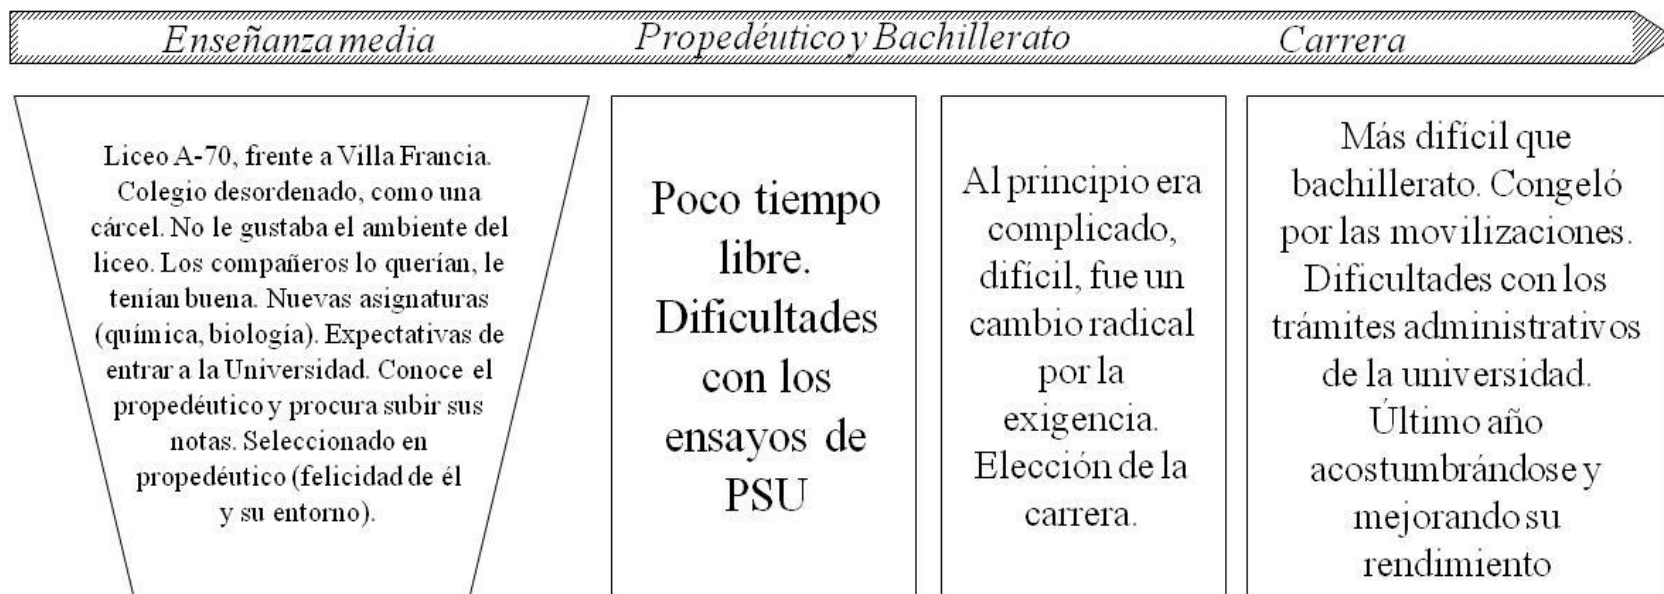 Enseñanza media
Propedéutico y Bachillerato
Carrera
Liceo A-70, frente a Villa Francia.
Colegio desordenado, como una
cárcel. No le gustaba el ambiente del
liceo. Los compañeros lo querían, le
tenían buena. Nuevas asignaturas
(química, biología). Expectativas de
entrar a la Universidad. Conoce el
propedéutico y procura subir sus
notas. Seleccionado en
propedéutico (felicidad de él
y su entorno).
Poco tiempo
libre.
Dificultades
con los
ensayos de
PSU
Al principio era
complicado,
difícil, fue un
cambio radical
por la
exigencia.
Elección de la
carrera.
Más difícil que
bachillerato. Congeló
por las movilizaciones.
Dificultades con los
trámites administrativos
de la universidad.
Último año
acostumbrándose y
mejorando su
rendimiento